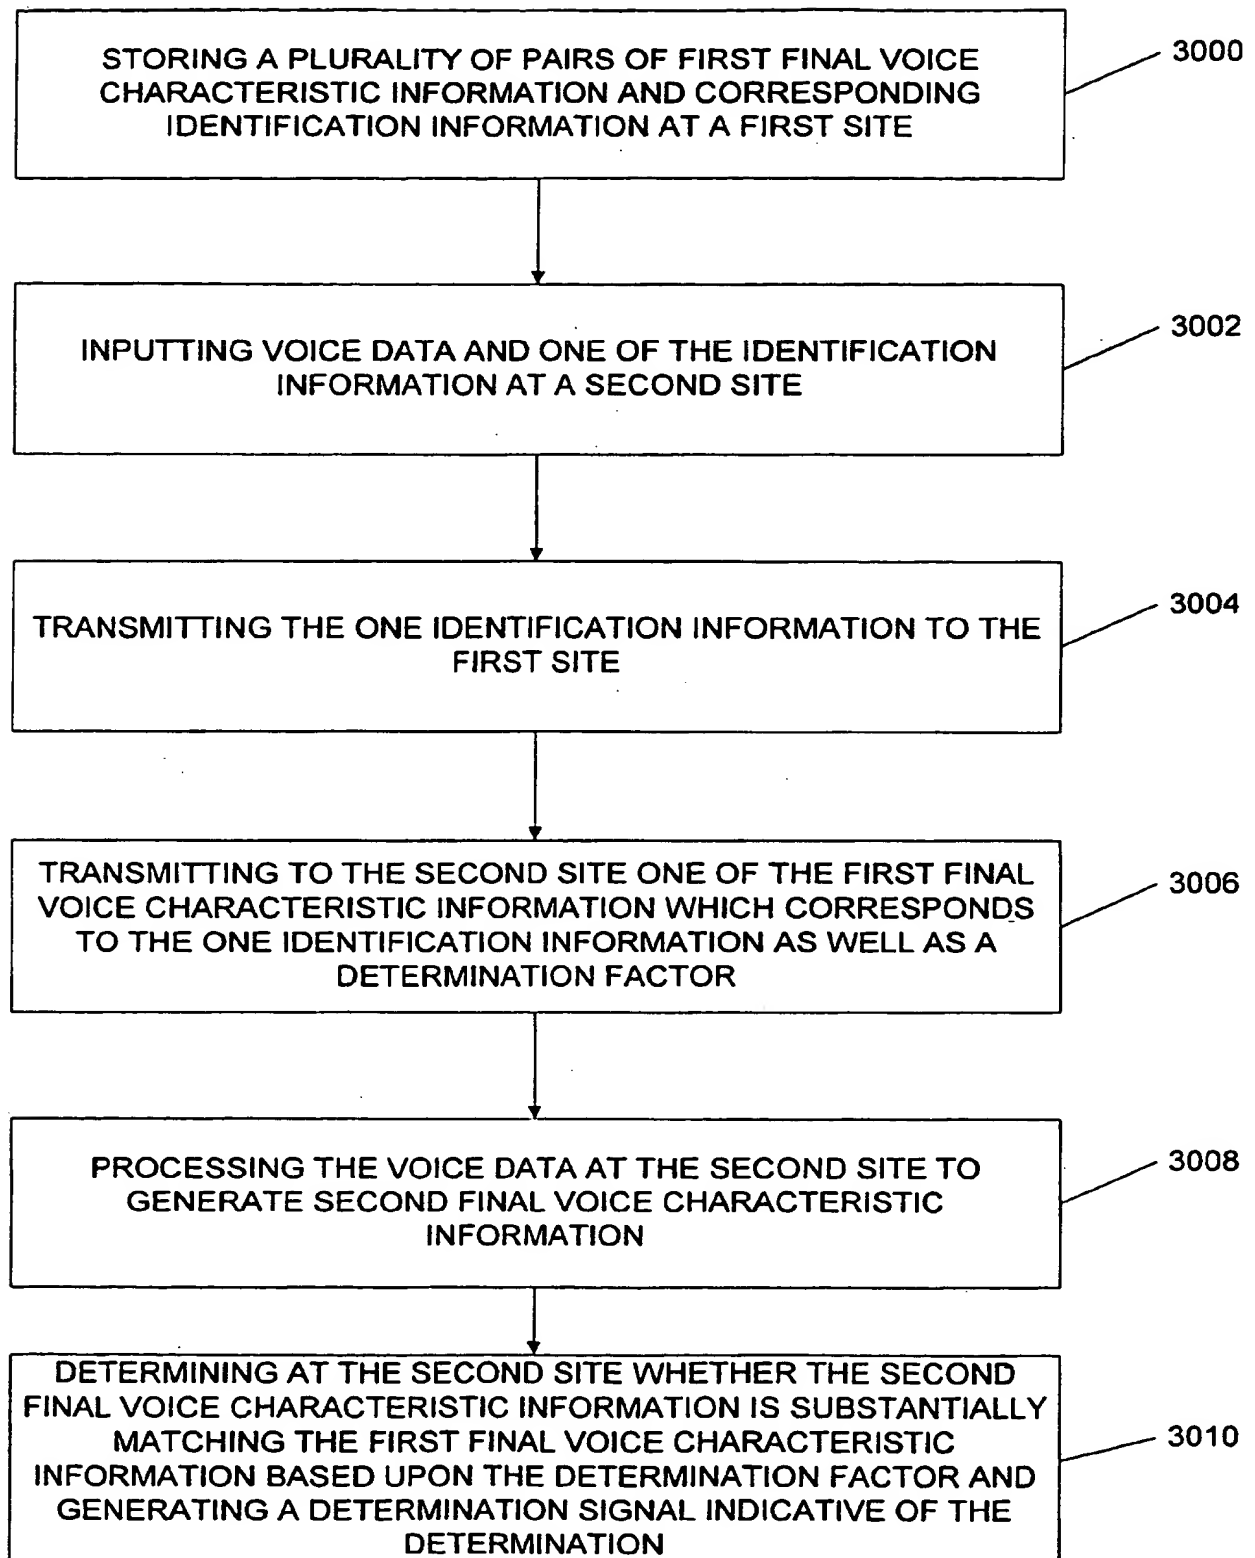 STORING A PLURALITY OF PAIRS OF FIRST FINAL VOICE
CHARACTERISTIC INFORMATION AND CORRESPONDING
IDENTIFICATION INFORMATION AT A FIRST SITE
3000
INPUTTING VOICE DATA AND ONE OF THE IDENTIFICATION
INFORMATION AT A SECOND SITE
3002
TRANSMITTING THE ONE IDENTIFICATION INFORMATION TO THE
FIRST SITE
3004
TRANSMITTING TO THE SECOND SITE ONE OF THE FIRST FINAL
VOICE CHARACTERISTIC INFORMATION WHICH CORRESPONDS
TO THE ONE IDENTIFICATION INFORMATION AS WELL AS A
DETERMINATION FACTOR
3006
PROCESSING THE VOICE DATA AT THE SECOND SITE TO
GENERATE SECOND FINAL VOICE CHARACTERISTIC
INFORMATION
3008
DETERMINING AT THE SECOND SITE WHETHER THE SECOND
FINAL VOICE CHARACTERISTIC INFORMATION IS SUBSTANTIALLY
MATCHING THE FIRST FINAL VOICE CHARACTERISTIC
INFORMATION BASED UPON THE DETERMINATION FACTOR AND
GENERATING A DETERMINATION SIGNAL INDICATIVE OF THE
DETERMINATION
3010